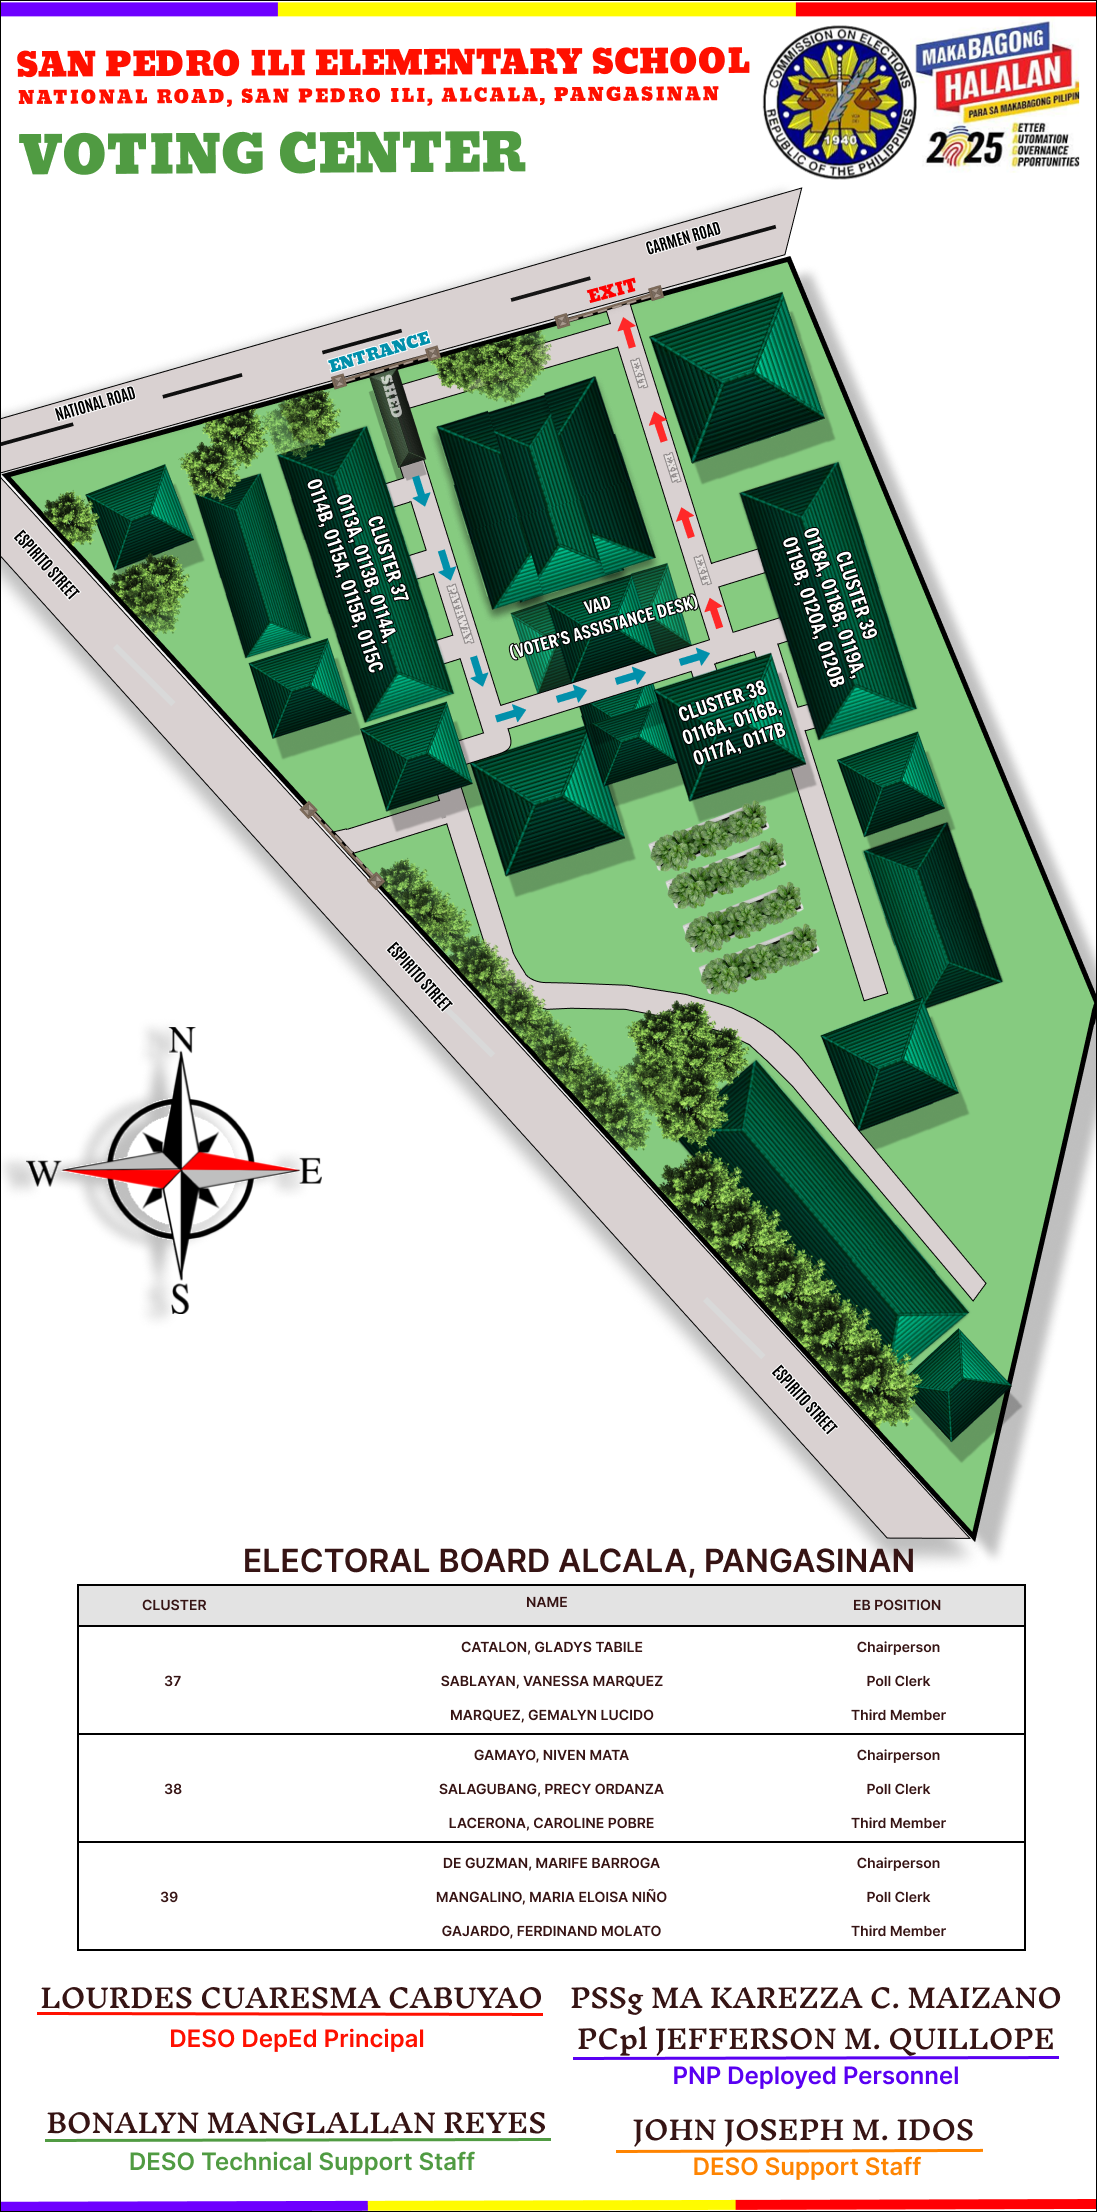 SAN PEDRO ILI ELEMENTARY SCHOOL
NATIONAL ROAD, SAN PEDRO ILI, ALCALA, PANGASINAN
VOTING CENTER
COMMISSION ON ELECTIONS
1940
REPUBLIC OF THE PHILIPPINES
MAKABAGONG
HALALAN
PARA SA MAKABAGONG PILIPIN
2025
BETTER
AUTOMATION
GOVERNANCE
OPPORTUNITIES
CARMEN ROAD
EXIT
ENTRANCE
NATIONAL ROAD
SHED
EXIT
EXIT
EXIT
PATHWAY
ESPIRITO STREET
CLUSTER 37
0113A, 0113B, 0114A,
0114B, 0115A, 0115B, 0115C
VAD
(VOTER'S ASSISTANCE DESK)
CLUSTER 39
0118A, 0118B, 0119A,
0119B, 0120A, 0120B
CLUSTER 38
0116A, 0116B,
0117A, 0117B
ESPIRITO STREET
N
W
E
S
ESPIRITO STREET
ELECTORAL BOARD ALCALA, PANGASINAN
CLUSTER NAME EB POSITION
CATALON, GLADYS TABILE Chairperson
37 SABLAYAN, VANESSA MARQUEZ Poll Clerk
MARQUEZ, GEMALYN LUCIDO Third Member
GAMAYO, NIVEN MATA Chairperson
38 SALAGUBANG, PRECY ORDANZA Poll Clerk
LACERONA, CAROLINE POBRE Third Member
DE GUZMAN, MARIFE BARROGA Chairperson
39 MANGALINO, MARIA ELOISA NIÑO Poll Clerk
GAJARDO, FERDINAND MOLATO Third Member
LOURDES CUARESMA CABUYAO
DESO DepEd Principal
PSSg MA KAREZZA C. MAIZANO
PCpl JEFFERSON M. QUILLOPE
PNP Deployed Personnel
BONALYN MANGLALLAN REYES
DESO Technical Support Staff
JOHN JOSEPH M. IDOS
DESO Support Staff